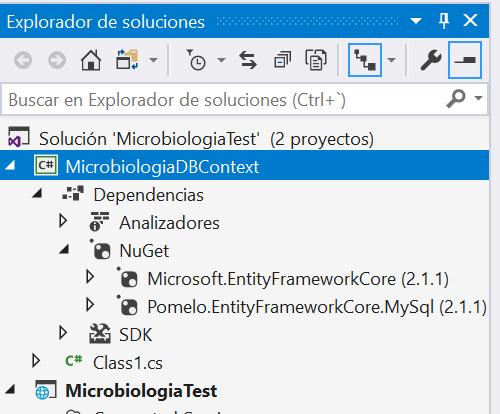 Explorador de soluciones
Buscar en Explorador de soluciones (Ctrl+`)
Solución 'MicrobiologiaTest' (2 proyectos)
C# MicrobiologiaDBContext
Dependencias
Analizadores
NuGet
Microsoft.EntityFrameworkCore (2.1.1)
Pomelo.EntityFrameworkCore.MySql (2.1.1)
SDK
C# Class1.cs
MicrobiologiaTest